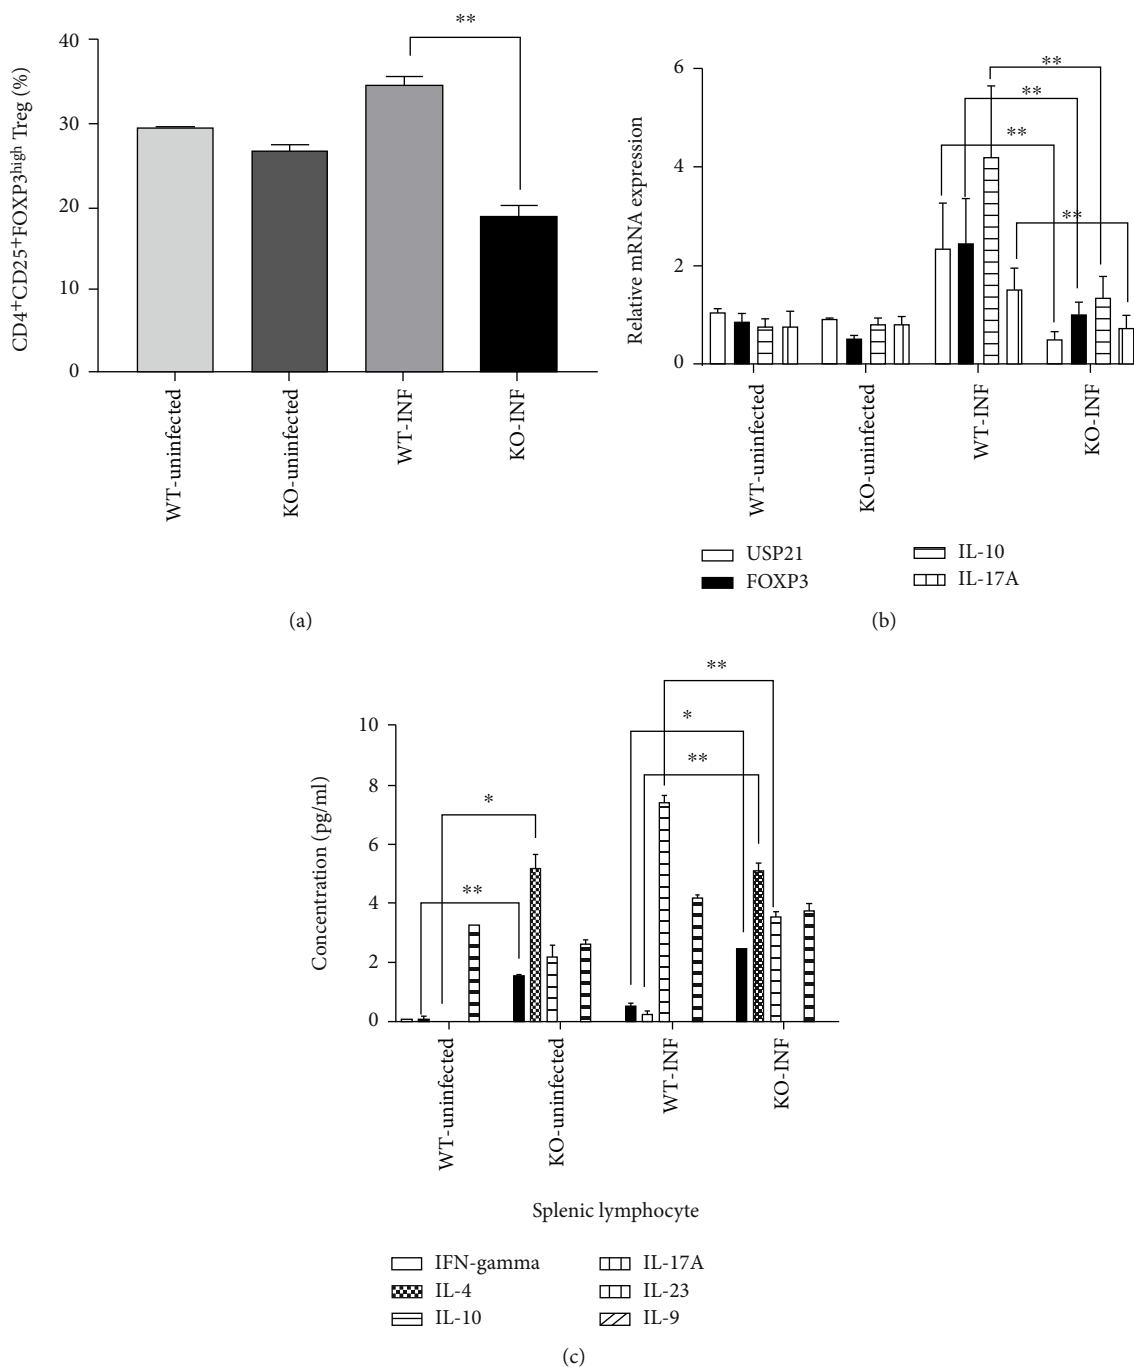 **
40
30
20
10
0
CD4+CD25+FOXP3high Treg (%)
WT-uninfected
KO-uninfected
WT-INF
KO-INF
(a)
**
**
**
**
6
4
2
0
Relative mRNA expression
WT-uninfected
KO-uninfected
WT-INF
KO-INF
USP21
FOXP3
IL-10
IL-17A
(b)
**
*
**
*
**
10
8
6
4
2
0
Concentration (pg/ml)
WT-uninfected
KO-uninfected
WT-INF
KO-INF
Splenic lymphocyte
IFN-gamma
IL-4
IL-10
IL-17A
IL-23
IL-9
(c)